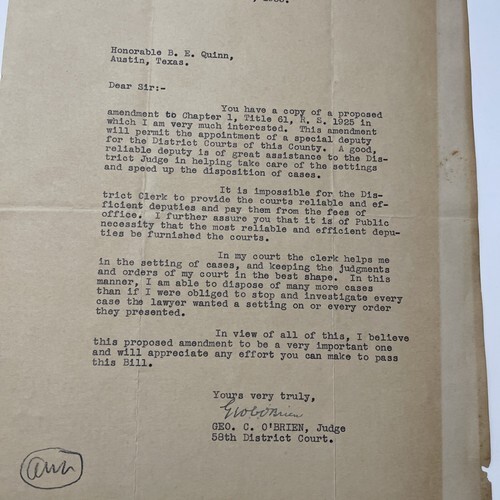 Honorable B. E. Quinn,
Austin, Texas.
Dear Sir:-
You have a copy of a proposed
amendment to Chapter 1, Title 61, R. S. 1925 in
which I am very much interested. This amendment
will permit the appointment of a special deputy
for the District Courts of this County. A good,
reliable deputy is of great assistance to the Dis-
trict Judge in helping take care of the settings
and speed up the disposition of cases.
It is impossible for the Dis-
trict Clerk to provide the courts reliable and ef-
ficient deputies and pay them from the fees of
office. I further assure you that it is of Public
necessity that the most reliable and efficient depu-
ties be furnished the courts.
In my court the clerk helps me
in the setting of cases, and keeping the judgments
and orders of my court in the best shape. In this
manner, I am able to dispose of many more cases
than if I were obliged to stop and investigate every
case the lawyer wanted a setting on or every order
they presented.
In view of all of this, I believe
this proposed amendment to be a very important one
and will appreciate any effort you can make to pass
this Bill.
Yours very truly,
Geo C O'Brien
GEO. C. O'BRIEN, Judge
58th District Court.